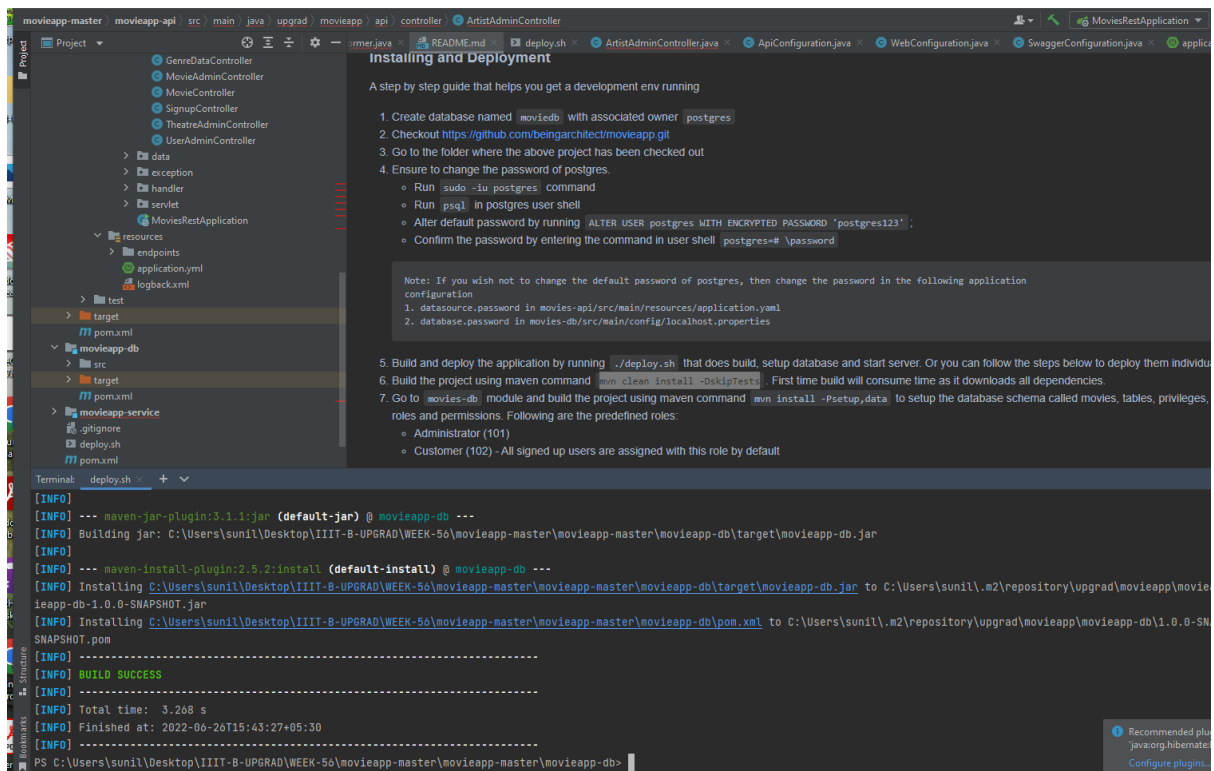 movieapp-master › movieapp-api › src › main › java › upgrad › movieapp › api › controller › ArtistAdminController
MoviesRestApplication
Project
Project
README.md
deploy.sh
ArtistAdminController.java
ApiConfiguration.java
WebConfiguration.java
SwaggerConfiguration.java
GenreDataController
MovieAdminController
MovieController
SignupController
TheatreAdminController
UserAdminController
data
exception
handler
servlet
MoviesRestApplication
resources
endpoints
application.yml
logback.xml
test
target
pom.xml
movieapp-db
src
target
pom.xml
movieapp-service
.gitignore
deploy.sh
pom.xml
Installing and Deployment
A step by step guide that helps you get a development env running
1. Create database named moviedb with associated owner postgres
2. Checkout https://github.com/beingarchitect/movieapp.git
3. Go to the folder where the above project has been checked out
4. Ensure to change the password of postgres.
Run sudo -iu postgres command
Run psql in postgres user shell
Alter default password by running ALTER USER postgres WITH ENCRYPTED PASSWORD 'postgres123' ;
Confirm the password by entering the command in user shell postgres=# \password
Note: If you wish not to change the default password of postgres, then change the password in the following application
configuration
1. datasource.password in movies-api/src/main/resources/application.yaml
2. database.password in movies-db/src/main/config/localhost.properties
5. Build and deploy the application by running ./deploy.sh that does build, setup database and start server. Or you can follow the steps below to deploy them individua
6. Build the project using maven command mvn clean install -DskipTests . First time build will consume time as it downloads all dependencies.
7. Go to movies-db module and build the project using maven command mvn install -Psetup,data to setup the database schema called movies, tables, privileges,
roles and permissions. Following are the predefined roles:
Administrator (101)
Customer (102) - All signed up users are assigned with this role by default
Terminal: deploy.sh
[INFO]
[INFO] --- maven-jar-plugin:3.1.1:jar (default-jar) @ movieapp-db ---
[INFO] Building jar: C:\Users\sunil\Desktop\IIIT-B-UPGRAD\WEEK-56\movieapp-master\movieapp-master\movieapp-db\target\movieapp-db.jar
[INFO]
[INFO] --- maven-install-plugin:2.5.2:install (default-install) @ movieapp-db ---
[INFO] Installing C:\Users\sunil\Desktop\IIIT-B-UPGRAD\WEEK-56\movieapp-master\movieapp-master\movieapp-db\target\movieapp-db.jar to C:\Users\sunil\.m2\repository\upgrad\movieapp\movie
ieapp-db-1.0.0-SNAPSHOT.jar
[INFO] Installing C:\Users\sunil\Desktop\IIIT-B-UPGRAD\WEEK-56\movieapp-master\movieapp-master\movieapp-db\pom.xml to C:\Users\sunil\.m2\repository\upgrad\movieapp\movieapp-db\1.0.0-SNA
SNAPSHOT.pom
[INFO] ------------------------------------------------------------------------
[INFO] BUILD SUCCESS
[INFO] ------------------------------------------------------------------------
[INFO] Total time:  3.268 s
[INFO] Finished at: 2022-06-26T15:43:27+05:30
[INFO] ------------------------------------------------------------------------
PS C:\Users\sunil\Desktop\IIIT-B-UPGRAD\WEEK-56\movieapp-master\movieapp-master\movieapp-db>
Structure
Bookmarks
Recommended plu
'java:org.hibernate:
Configure plugins...